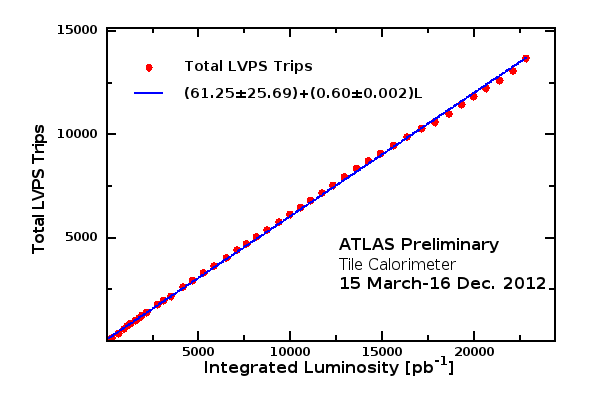 15000
10000
5000
Total LVPS Trips
Total LVPS Trips
(61.25±25.69)+(0.60±0.002)L
ATLAS Preliminary
Tile Calorimeter
15 March-16 Dec. 2012
5000 10000 15000 20000
Integrated Luminosity [pb⁻¹]